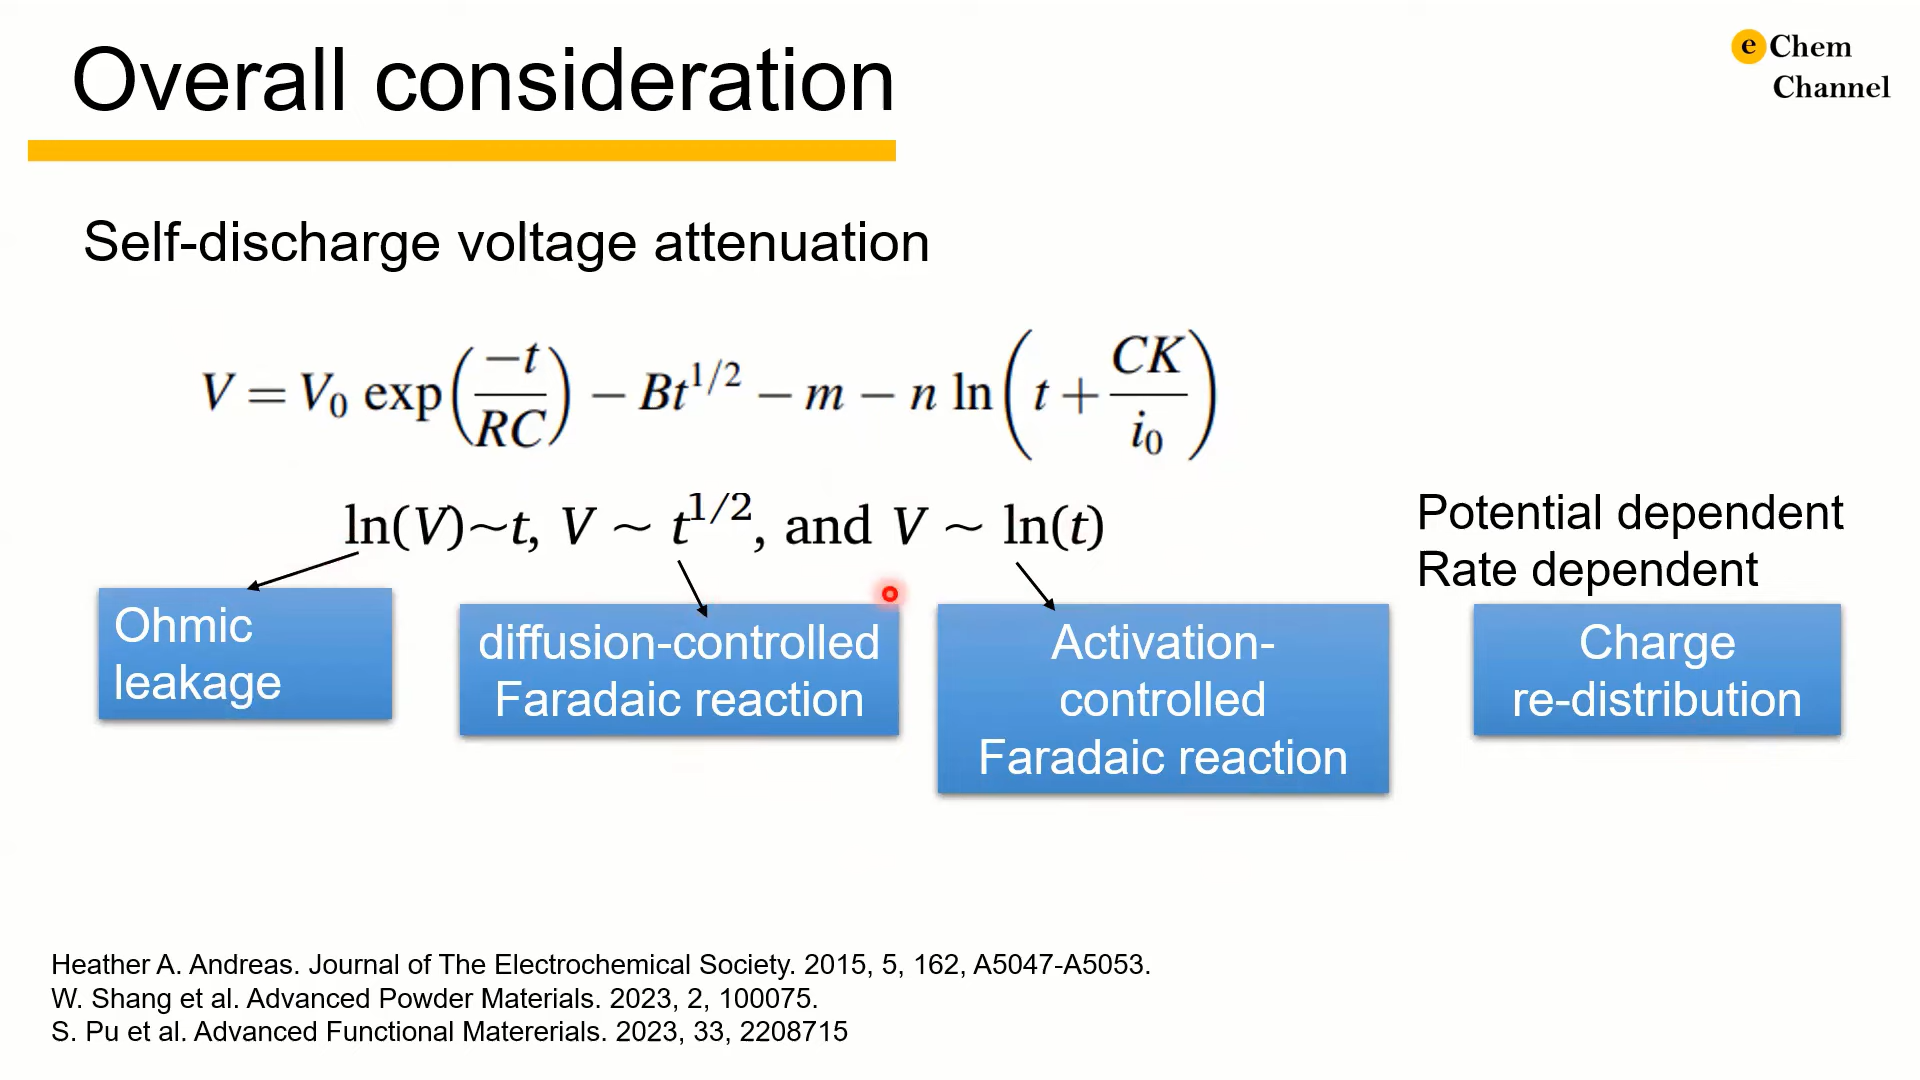 Overall consideration
e Chem
Channel
Self-discharge voltage attenuation
V = V₀ exp(−t/RC) − Bt^{1/2} − m − n ln(t + CK/i₀)
ln(V)~t, V ~ t^{1/2}, and V ~ ln(t)
Potential dependent
Rate dependent
Ohmic
leakage
diffusion-controlled
Faradaic reaction
Activation-
controlled
Faradaic reaction
Charge
re-distribution
Heather A. Andreas. Journal of The Electrochemical Society. 2015, 5, 162, A5047-A5053.
W. Shang et al. Advanced Powder Materials. 2023, 2, 100075.
S. Pu et al. Advanced Functional Matererials. 2023, 33, 2208715